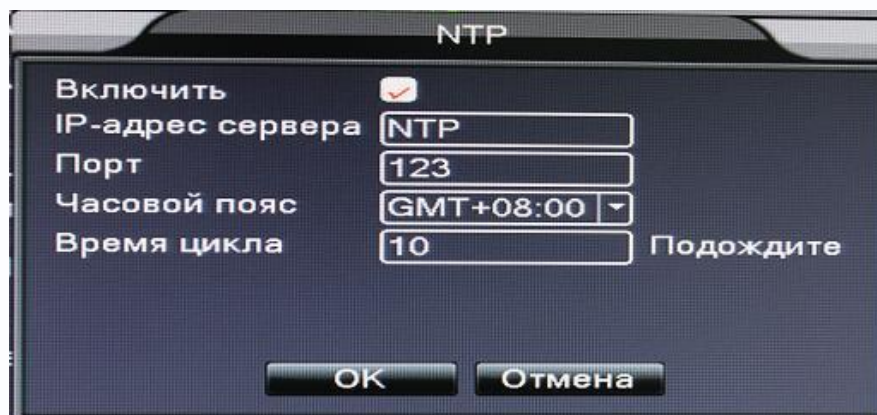 NTP
Включить
IP-адрес сервера NTP
Порт 123
Часовой пояс GMT+08:00
Время цикла 10 Подождите
OK Отмена